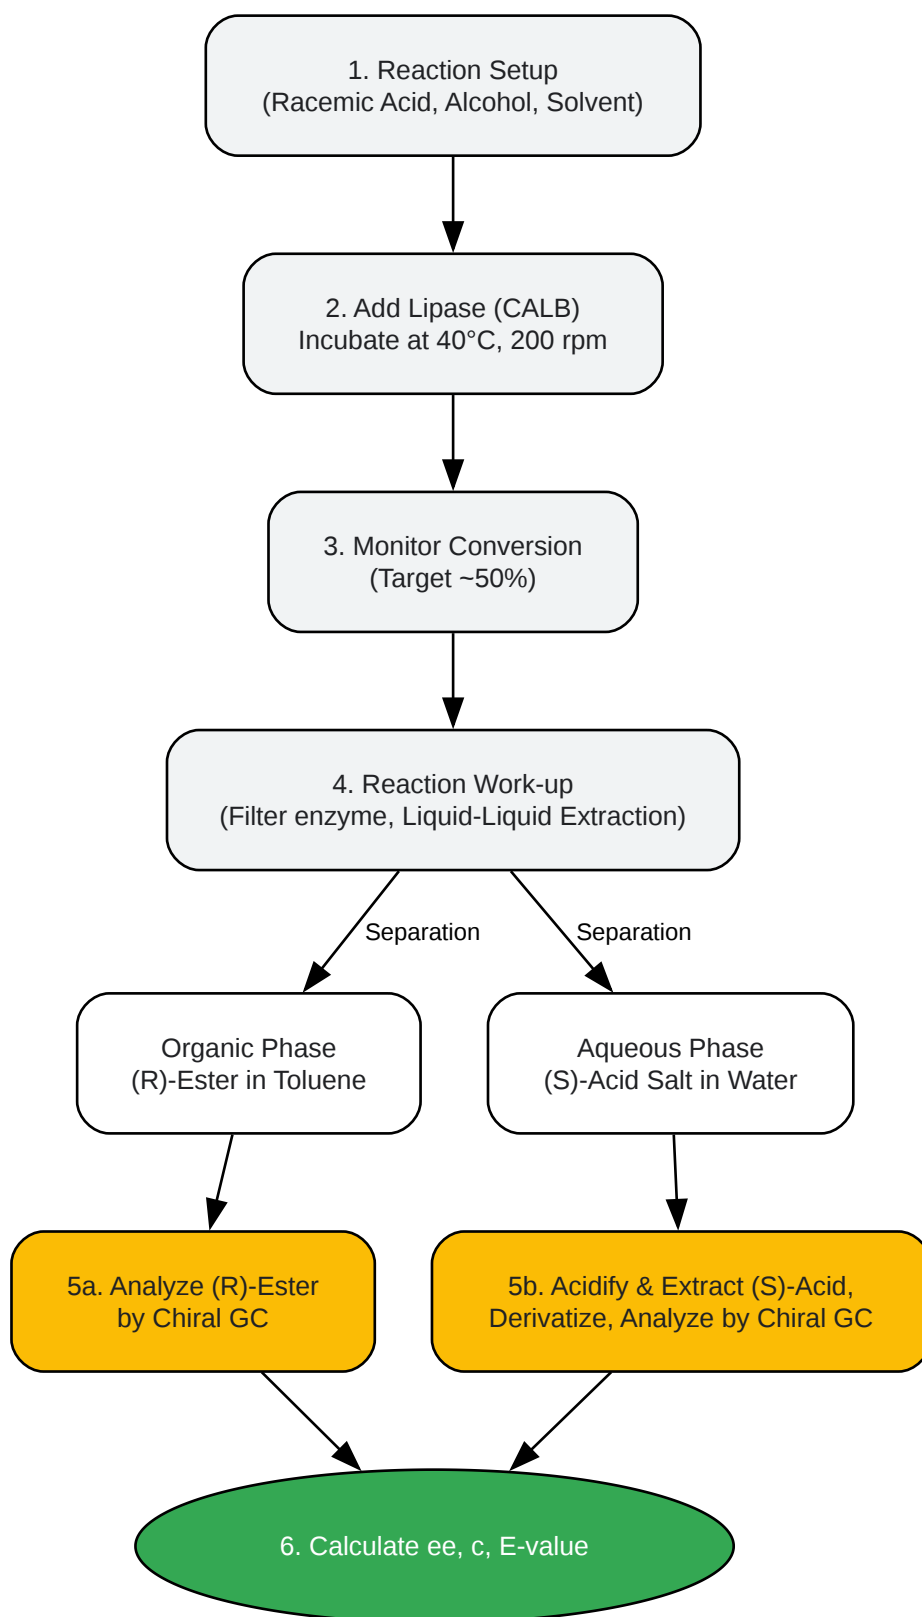 1. Reaction Setup
(Racemic Acid, Alcohol, Solvent)
2. Add Lipase (CALB)
Incubate at 40°C, 200 rpm
3. Monitor Conversion
(Target ~50%)
4. Reaction Work-up
(Filter enzyme, Liquid-Liquid Extraction)
Separation
Separation
Organic Phase
(R)-Ester in Toluene
Aqueous Phase
(S)-Acid Salt in Water
5a. Analyze (R)-Ester
by Chiral GC
5b. Acidify & Extract (S)-Acid,
Derivatize, Analyze by Chiral GC
6. Calculate ee, c, E-value